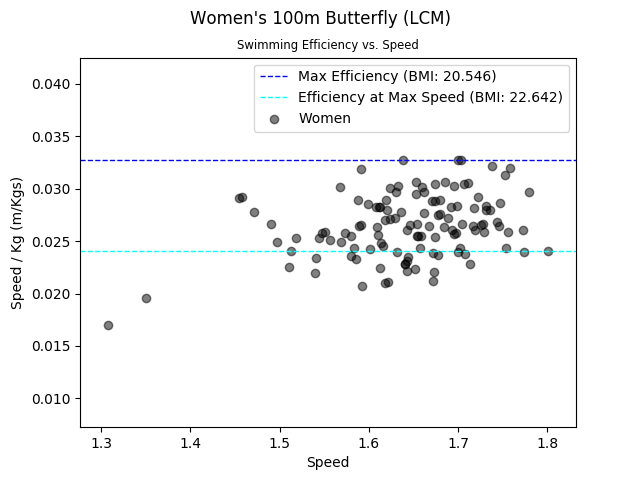 Women's 100m Butterfly (LCM)
Swimming Efficiency vs. Speed
Max Efficiency (BMI: 20.546)
Efficiency at Max Speed (BMI: 22.642)
Women
Speed / Kg (m/Kgs)
0.040
0.035
0.030
0.025
0.020
0.015
0.010
1.3 1.4 1.5 1.6 1.7 1.8
Speed